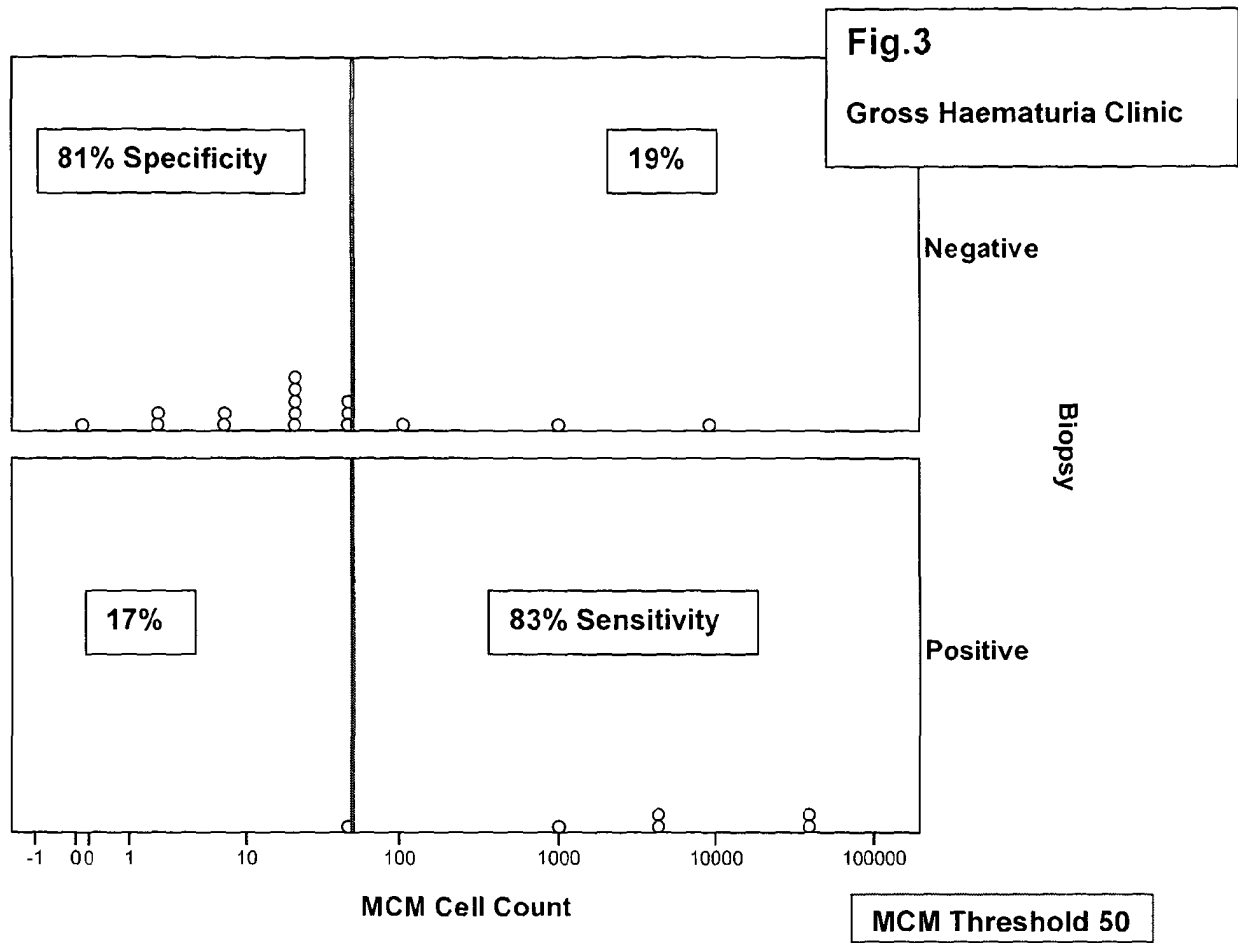 Fig.3
Gross Haematuria Clinic
81% Specificity
19%
Negative
Biopsy
17%
83% Sensitivity
Positive
-1 0 0 1 10 100 1000 10000 100000
MCM Cell Count
MCM Threshold 50